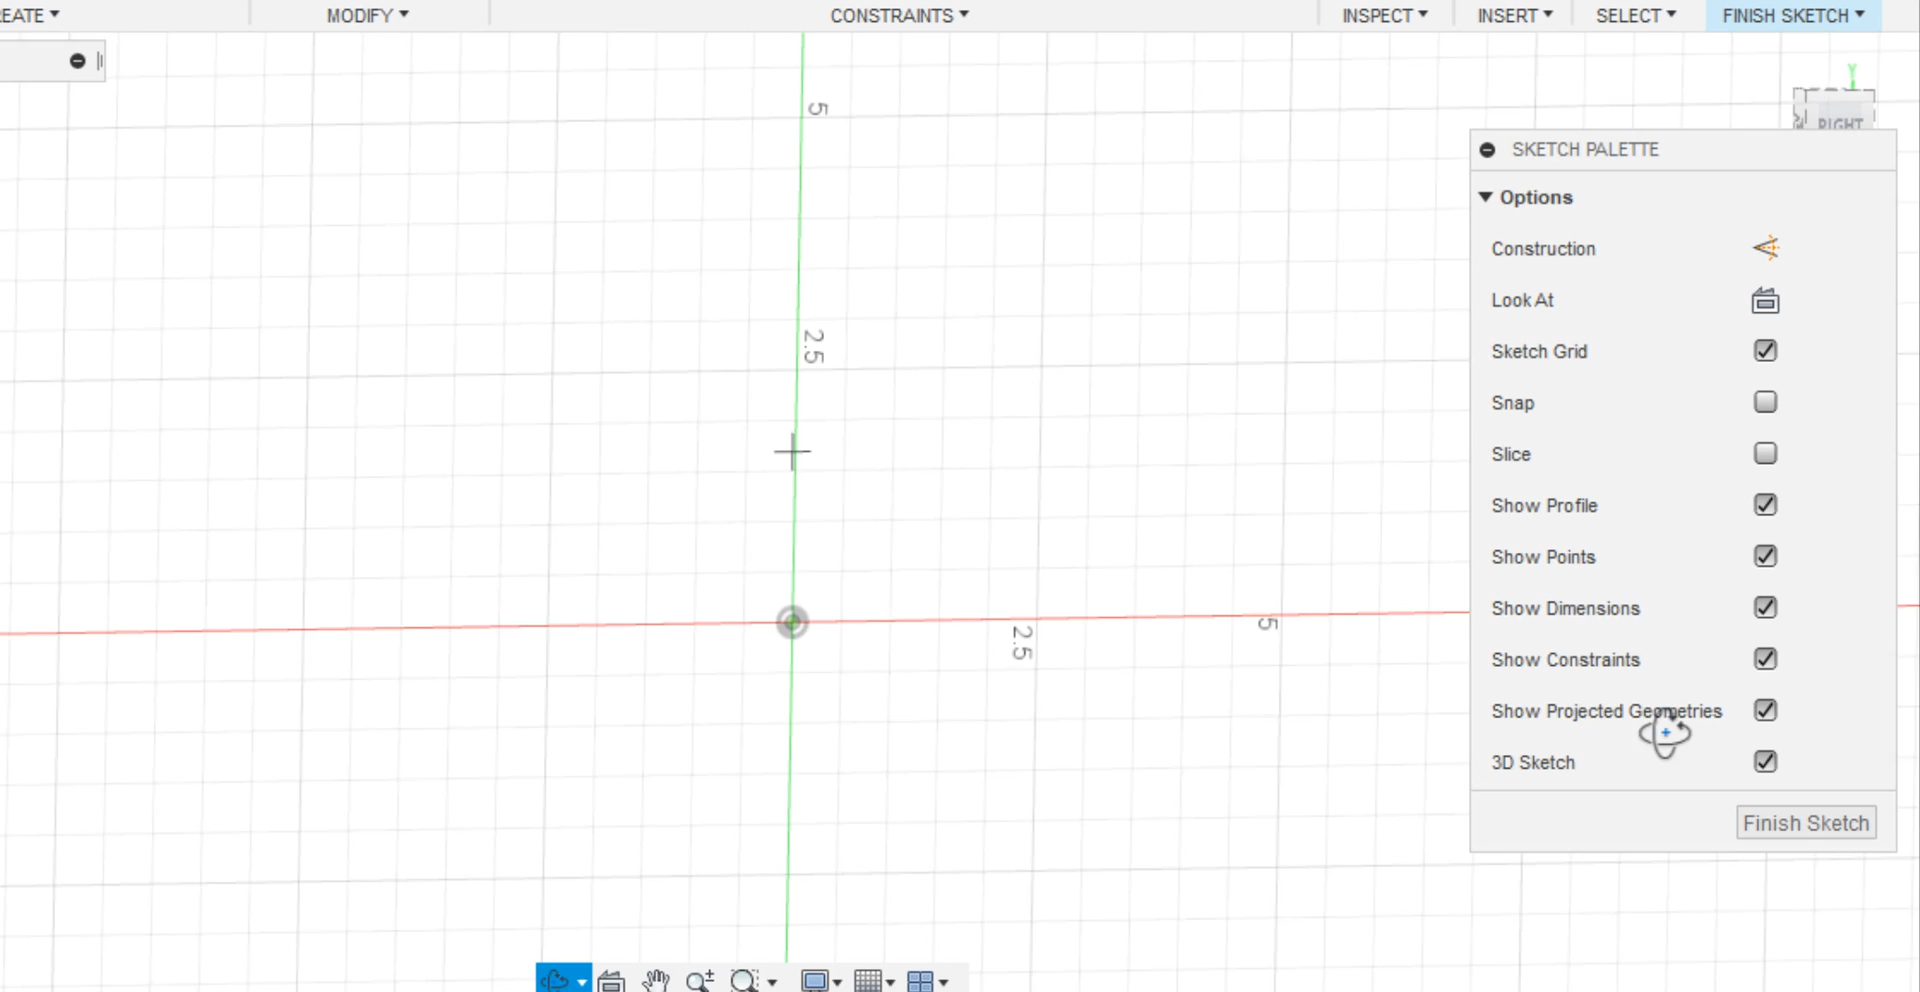 EATE MODIFY CONSTRAINTS INSPECT INSERT SELECT FINISH SKETCH
Y
RIGHT
5
2.5
2.5
5
SKETCH PALETTE
Options
Construction
Look At
Sketch Grid
Snap
Slice
Show Profile
Show Points
Show Dimensions
Show Constraints
Show Projected Geometries
3D Sketch
Finish Sketch